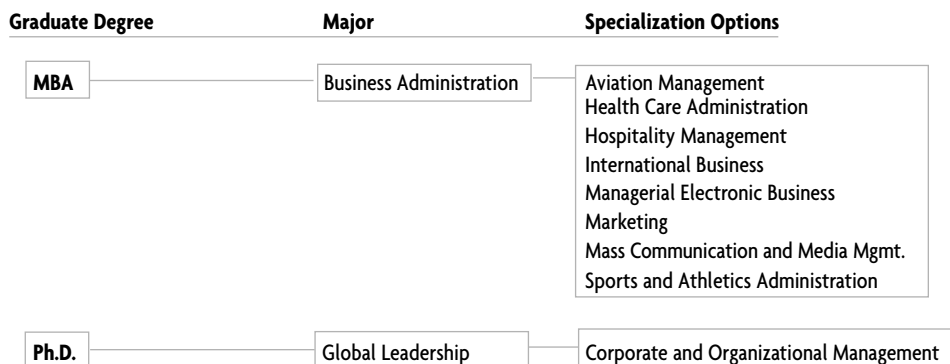 Graduate Degree Major Specialization Options
MBA Business Administration Aviation Management
Health Care Administration
Hospitality Management
International Business
Managerial Electronic Business
Marketing
Mass Communication and Media Mgmt.
Sports and Athletics Administration
Ph.D. Global Leadership Corporate and Organizational Management